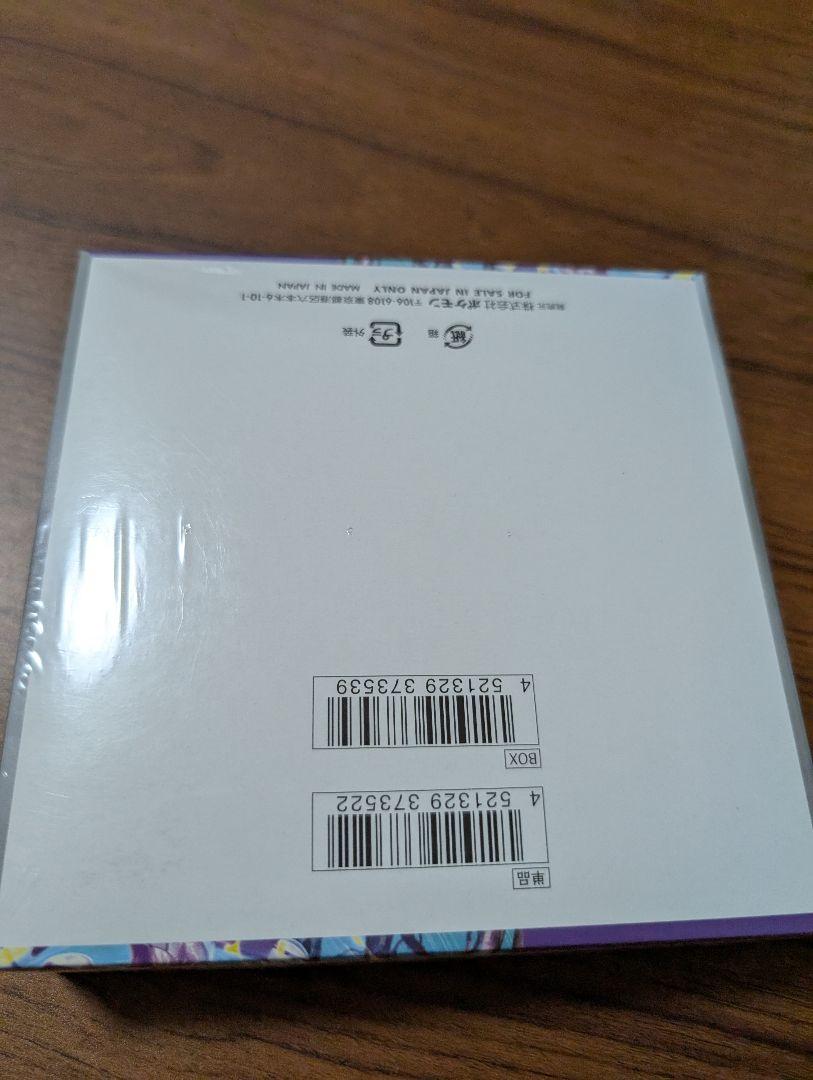 単品
4 521329 373522
BOX
4 521329 373539
紙 箱 プラ 外袋
発売元 株式会社ポケモン 〒106-6108 東京都港区六本木6-10-1
FOR SALE IN JAPAN ONLY MADE IN JAPAN